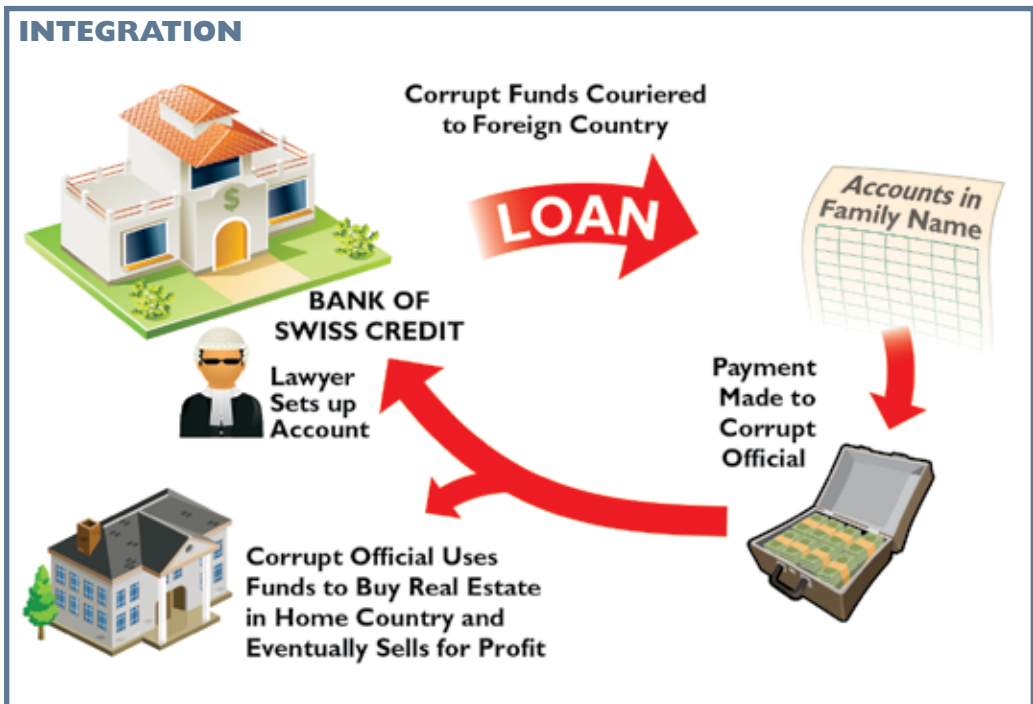 INTEGRATION
Corrupt Funds Couriered
to Foreign Country
LOAN
Accounts in
Family Name
$
BANK OF
SWISS CREDIT
Lawyer
Sets up
Account
Payment
Made to
Corrupt
Official
Corrupt Official Uses
Funds to Buy Real Estate
in Home Country and
Eventually Sells for Profit